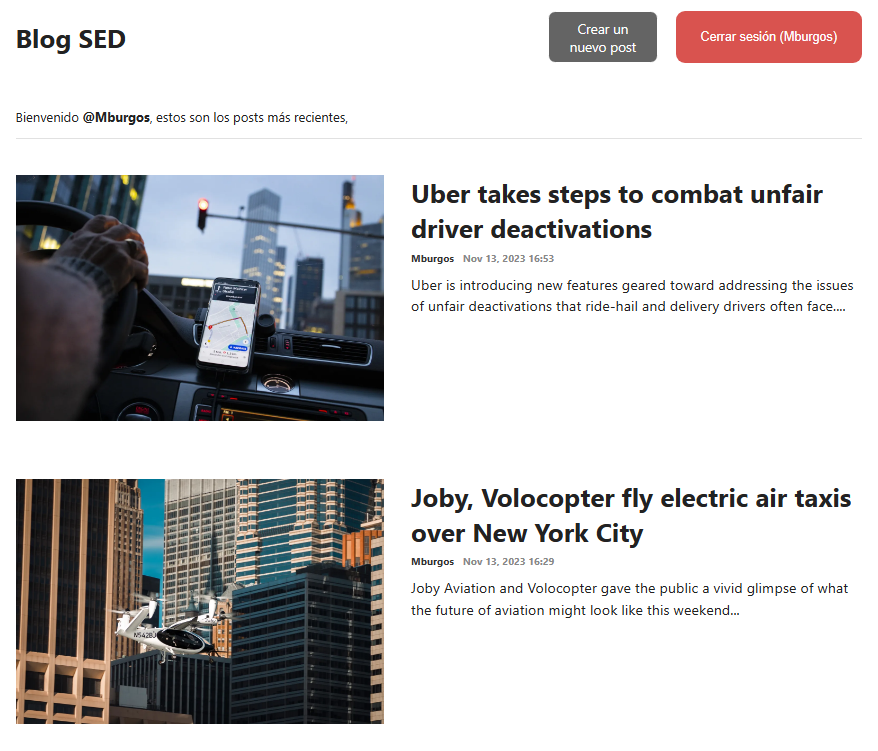 Blog SED
Crear un
nuevo post
Cerrar sesión (Mburgos)
Bienvenido @Mburgos, estos son los posts más recientes,
Uber takes steps to combat unfair
driver deactivations
Mburgos Nov 13, 2023 16:53
Uber is introducing new features geared toward addressing the issues
of unfair deactivations that ride-hail and delivery drivers often face....
Joby, Volocopter fly electric air taxis
over New York City
Mburgos Nov 13, 2023 16:29
Joby Aviation and Volocopter gave the public a vivid glimpse of what
the future of aviation might look like this weekend...
N542BJ